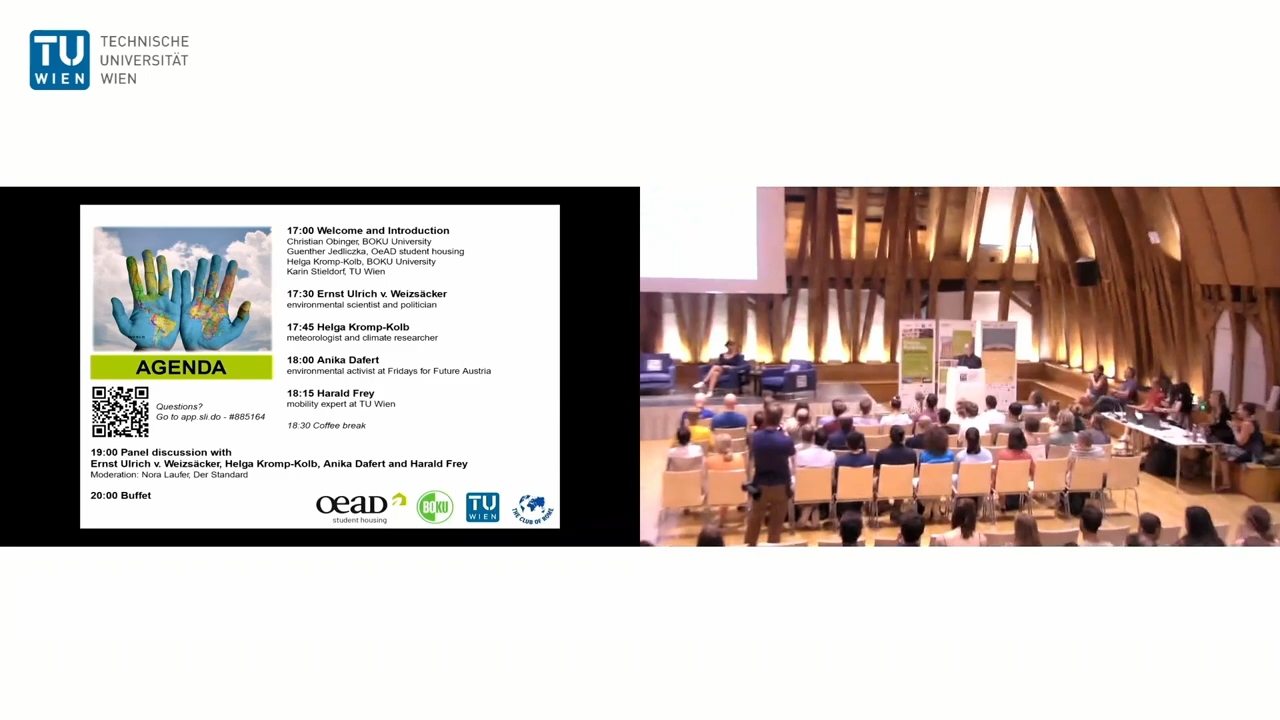 TU
WIEN
TECHNISCHE
UNIVERSITÄT
WIEN
17:00 Welcome and Introduction
Christian Obinger, BOKU University
Guenther Jedliczka, OeAD student housing
Helga Kromp-Kolb, BOKU University
Karin Stieldorf, TU Wien
17:30 Ernst Ulrich v. Weizsäcker
environmental scientist and politician
17:45 Helga Kromp-Kolb
meteorologist and climate researcher
18:00 Anika Dafert
environmental activist at Fridays for Future Austria
18:15 Harald Frey
mobility expert at TU Wien
18:30 Coffee break
AGENDA
Questions?
Go to app.sli.do - #885164
19:00 Panel discussion with
Ernst Ulrich v. Weizsäcker, Helga Kromp-Kolb, Anika Dafert and Harald Frey
Moderation: Nora Laufer, Der Standard
20:00 Buffet
OeAD
student housing
BOKU
TU
WIEN
THE CLUB OF ROME